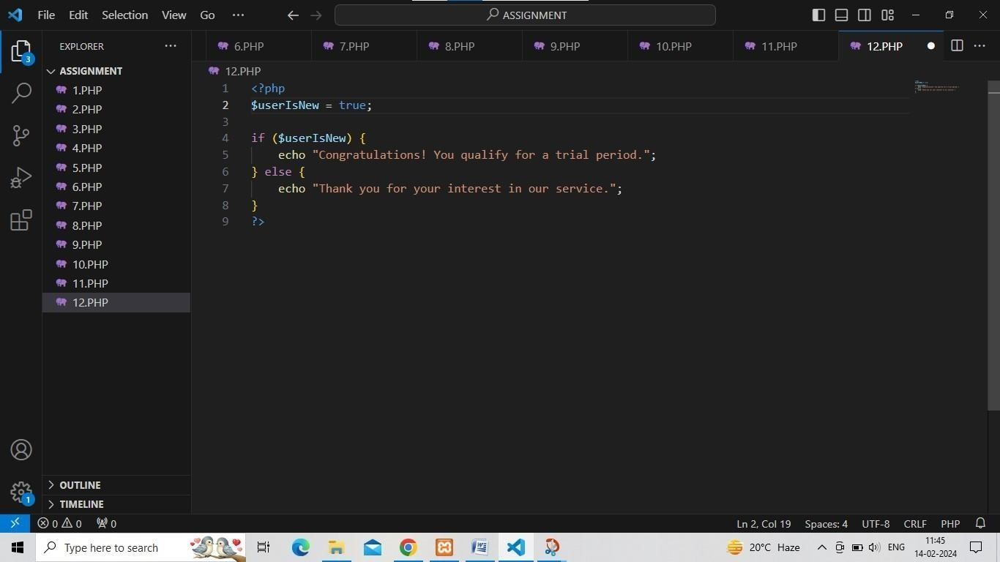 File Edit Selection View Go ··· ASSIGNMENT
EXPLORER ···
6.PHP 7.PHP 8.PHP 9.PHP 10.PHP 11.PHP 12.PHP ···
3
ASSIGNMENT
12.PHP
1.PHP
2.PHP
3.PHP
4.PHP
5.PHP
6.PHP
7.PHP
8.PHP
9.PHP
10.PHP
11.PHP
12.PHP
1 <?php
2 $userIsNew = true;
3
4 if ($userIsNew) {
5     echo "Congratulations! You qualify for a trial period.";
6 } else {
7     echo "Thank you for your interest in our service.";
8 }
9 ?>
OUTLINE
1
TIMELINE
0 0 0 Ln 2, Col 19 Spaces: 4 UTF-8 CRLF PHP
Type here to search 20°C Haze ENG 11:45
14-02-2024